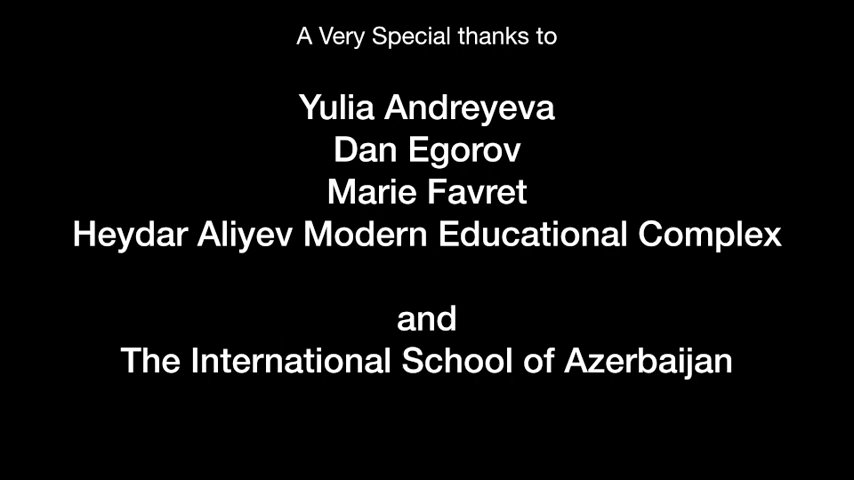 A Very Special thanks to
Yulia Andreyeva
Dan Egorov
Marie Favret
Heydar Aliyev Modern Educational Complex
and
The International School of Azerbaijan